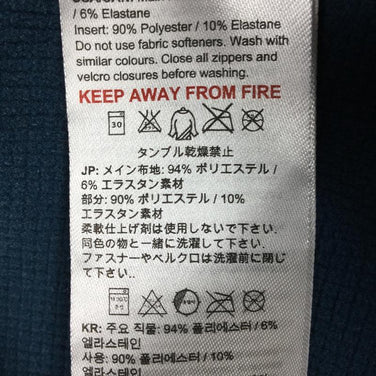 / 6% Elastane
Insert: 90% Polyester / 10% Elastane
Do not use fabric softeners. Wash with
similar colours. Close all zippers and
velcro closures before washing.
KEEP AWAY FROM FIRE
30
タンブル乾燥禁止
JP: メイン布地: 94% ポリエステル /
6% エラスタン素材
部分: 90% ポリエステル / 10%
エラスタン素材
柔軟仕上げ剤は使用しないで下さい。
同色の物と一緒に洗濯して下さい。
ファスナーやベルクロは洗濯前に閉じ
て下さい..
KR: 주요 직물: 94% 폴리에스터 / 6%
엘라스테인
사용: 90% 폴리에스터 / 10%
엘라스테인